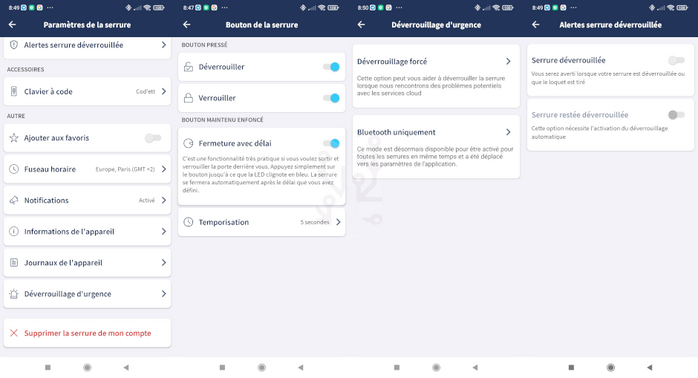 8:49
Paramètres de la serrure
Alertes serrure déverrouillée
ACCESSOIRES
Clavier à code
Cod'ett
AUTRE
Ajouter aux favoris
Fuseau horaire
Europe, Paris (GMT +2)
Notifications
Activé
Informations de l'appareil
Journaux de l'appareil
Déverrouillage d'urgence
Supprimer la serrure de mon compte
8:47
Bouton de la serrure
BOUTON PRESSÉ
Déverrouiller
Verrouiller
BOUTON MAINTENU ENFONCÉ
Fermeture avec délai
C'est une fonctionnalité très pratique si vous voulez sortir et
verrouiller la porte derrière vous. Appuyez simplement sur
le bouton jusqu'à ce que la LED clignote en bleu. La serrure
se fermera automatiquement après le délai que vous avez
défini.
Temporisation
5 secondes
8:50
Déverrouillage d'urgence
Déverrouillage forcé
Cette option peut vous aider à déverrouiller la serrure
lorsque nous rencontrons des problèmes potentiels
avec les services cloud
Bluetooth uniquement
Ce mode est désormais disponible pour être activé pour
toutes les serrures en même temps et a été déplacé
vers les paramètres de l'application.
8:49
Alertes serrure déverrouillée
Serrure déverrouillée
Vous serez averti lorsque votre serrure est déverrouillée ou
que le loquet est tiré
Serrure restée déverrouillée
Cette option nécessite l'activation du déverrouillage
automatique